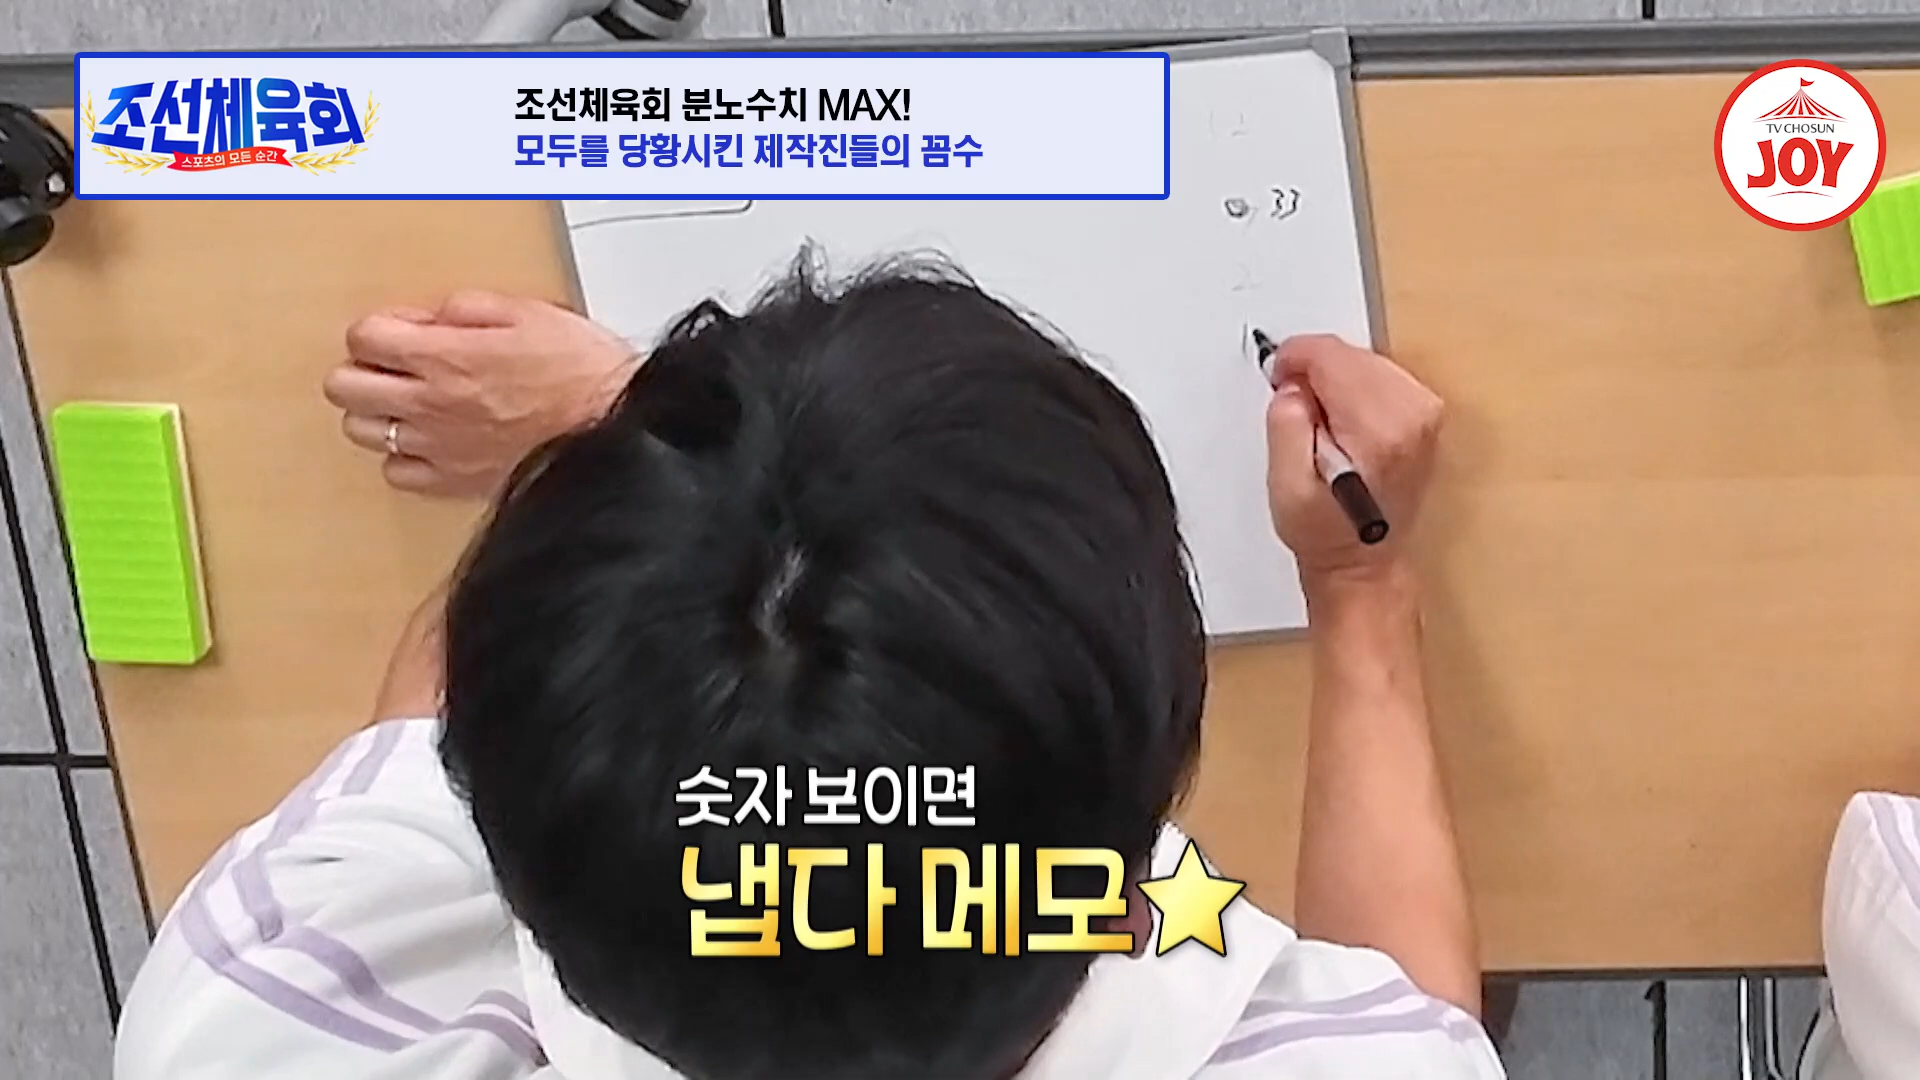 조선체육회
스포츠의 모든 순간
조선체육회 분노수치 MAX!
모두를 당황시킨 제작진들의 꼼수
TV CHOSUN
JOY
33
2
숫자 보이면
냅다 메모